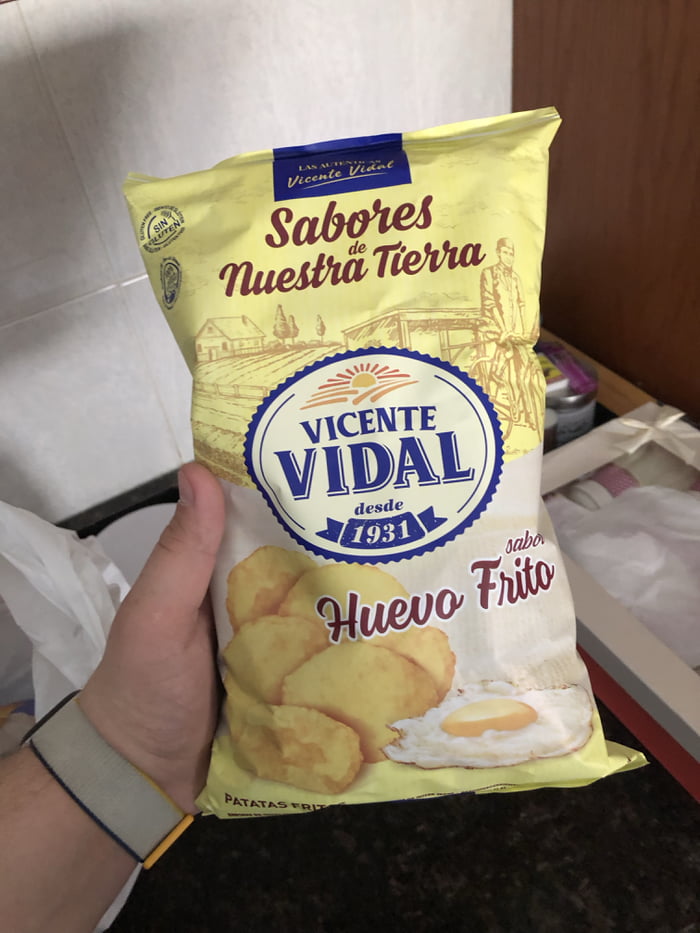 LAS AUTÉNTICAS
Vicente Vidal
Sabores
de
Nuestra Tierra
SIN
GLUTEN
VICENTE
VIDAL
desde
1931
sabor
Huevo Frito
PATATAS FRITAS